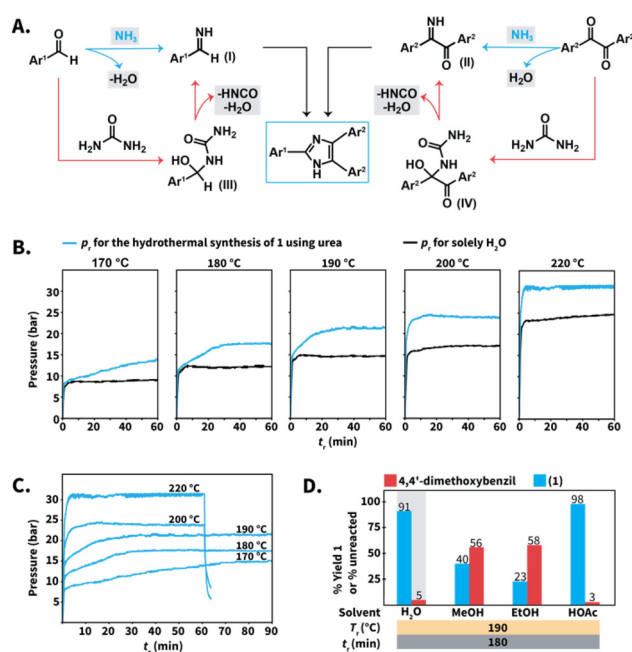 A.
O
Ar¹ H
NH₃
-H₂O
NH
Ar¹ H (I)
NH
Ar² Ar²
O (II)
NH₃
H₂O
O
Ar² Ar²
O
-HNCO
-H₂O
-HNCO
-H₂O
O
H₂N NH₂
O NH₂
HO NH
Ar¹ H (III)
N Ar²
Ar¹
N Ar²
H
O NH₂
HO NH
Ar² Ar²
O (IV)
O
H₂N NH₂
B.
pᵣ for the hydrothermal synthesis of 1 using urea
pᵣ for solely H₂O
170 °C 180 °C 190 °C 200 °C 220 °C
Pressure (bar)
30
25
20
15
10
5
0
0 20 40 60 0 20 40 60 0 20 40 60 0 20 40 60 0 20 40 60
tᵣ (min)
C.
Pressure (bar)
30
25
20
15
10
5
220 °C
200 °C
190 °C
180 °C
170 °C
0 10 20 30 40 50 60 70 80 90
tᵣ (min)
D.
4,4'-dimethoxybenzil (1)
% Yield 1
or % unreacted
100
75
50
25
0
91 5 40 56 23 58 98 3
Solvent H₂O MeOH EtOH HOAc
Tᵣ (°C) 190
tᵣ (min) 180